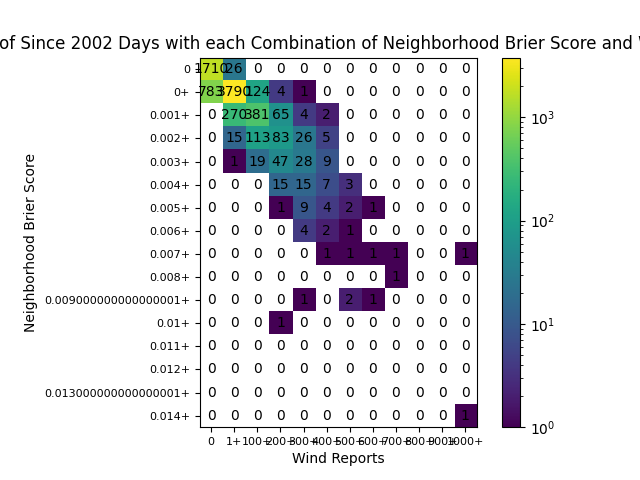 of Since 2002 Days with each Combination of Neighborhood Brier Score and
0 1710 26 0 0 0 0 0 0 0 0 0 0
0+ 783 3790 124 4 1 0 0 0 0 0 0 0
0.001+ 0 270 381 65 4 2 0 0 0 0 0 0
0.002+ 0 15 113 83 26 5 0 0 0 0 0 0
0.003+ 0 1 19 47 28 9 0 0 0 0 0 0
0.004+ 0 0 0 15 15 7 3 0 0 0 0 0
0.005+ 0 0 0 1 9 4 2 1 0 0 0 0
0.006+ 0 0 0 0 4 2 1 0 0 0 0 0
0.007+ 0 0 0 0 0 1 1 1 1 0 0 1
0.008+ 0 0 0 0 0 0 0 0 1 0 0 0
0.009000000000000001+ 0 0 0 0 1 0 2 1 0 0 0 0
0.01+ 0 0 0 1 0 0 0 0 0 0 0 0
0.011+ 0 0 0 0 0 0 0 0 0 0 0 0
0.012+ 0 0 0 0 0 0 0 0 0 0 0 0
0.013000000000000001+ 0 0 0 0 0 0 0 0 0 0 0 0
0.014+ 0 0 0 0 0 0 0 0 0 0 0 1
0 1+ 100+ 200+ 300+ 400+ 500+ 600+ 700+ 800+ 900+ 1000+
Wind Reports
Neighborhood Brier Score
10³
10²
10¹
10⁰